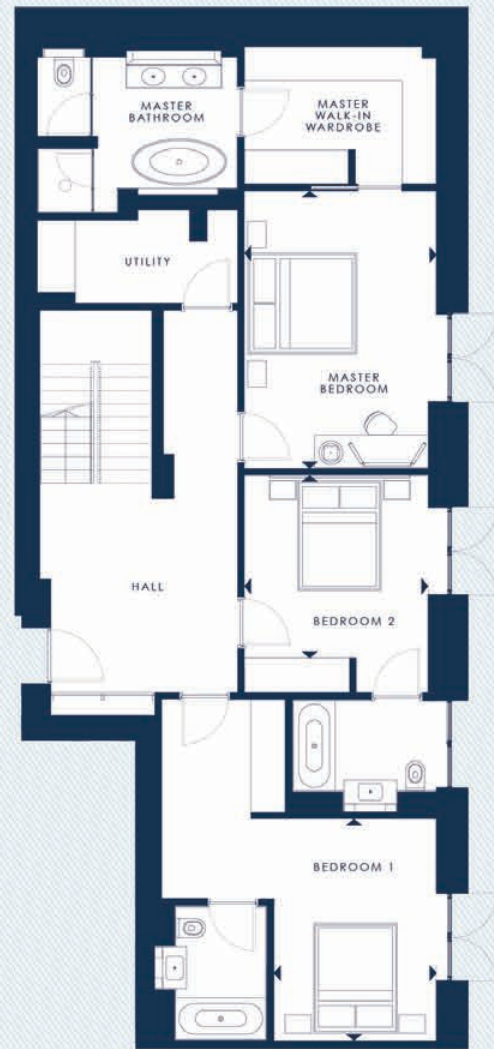 MASTER
BATHROOM
MASTER
WALK-IN
WARDROBE
UTILITY
MASTER
BEDROOM
HALL
BEDROOM 2
BEDROOM 1